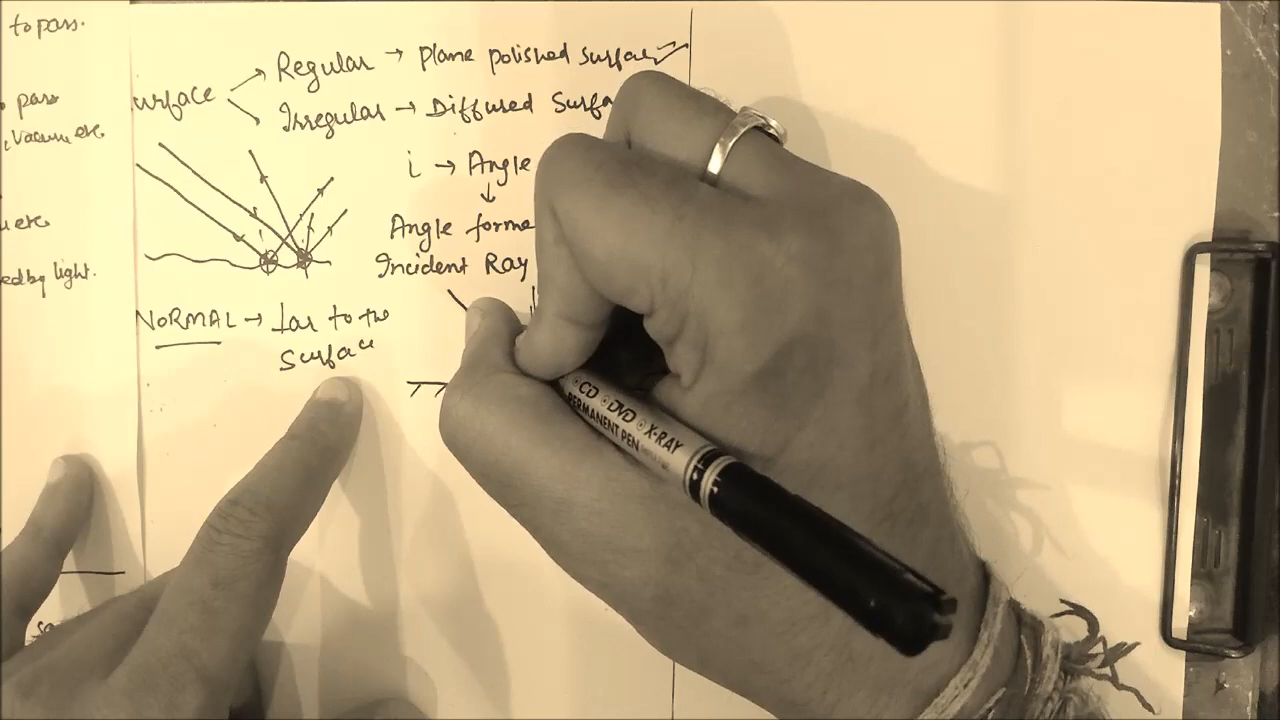 to pass.
pass
, Vacuum etc
etc
ed by light.
urface → Regular → Plane polished surface
→ Irregular → Diffused Surfa
i → Angle
↓
Angle forme
Incident Ray
NORMAL → ⊥ar to the
Surface
CD DVD X-RAY
PERMANENT PEN